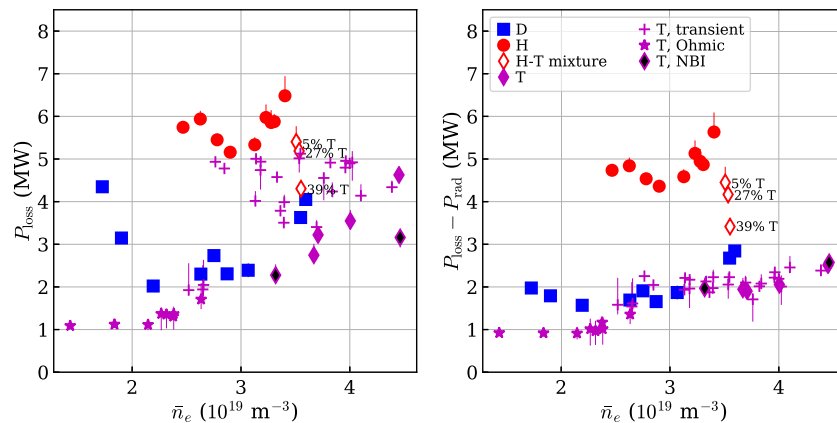 8
7
6
5
4
3
2
1
0
P_loss (MW)
5% T
27% T
39% T
2
3
4
n̄_e (10^19 m^−3)
8
7
6
5
4
3
2
1
0
P_loss − P_rad (MW)
D
H
H-T mixture
T
T, transient
T, Ohmic
T, NBI
5% T
27% T
39% T
2
3
4
n̄_e (10^19 m^−3)